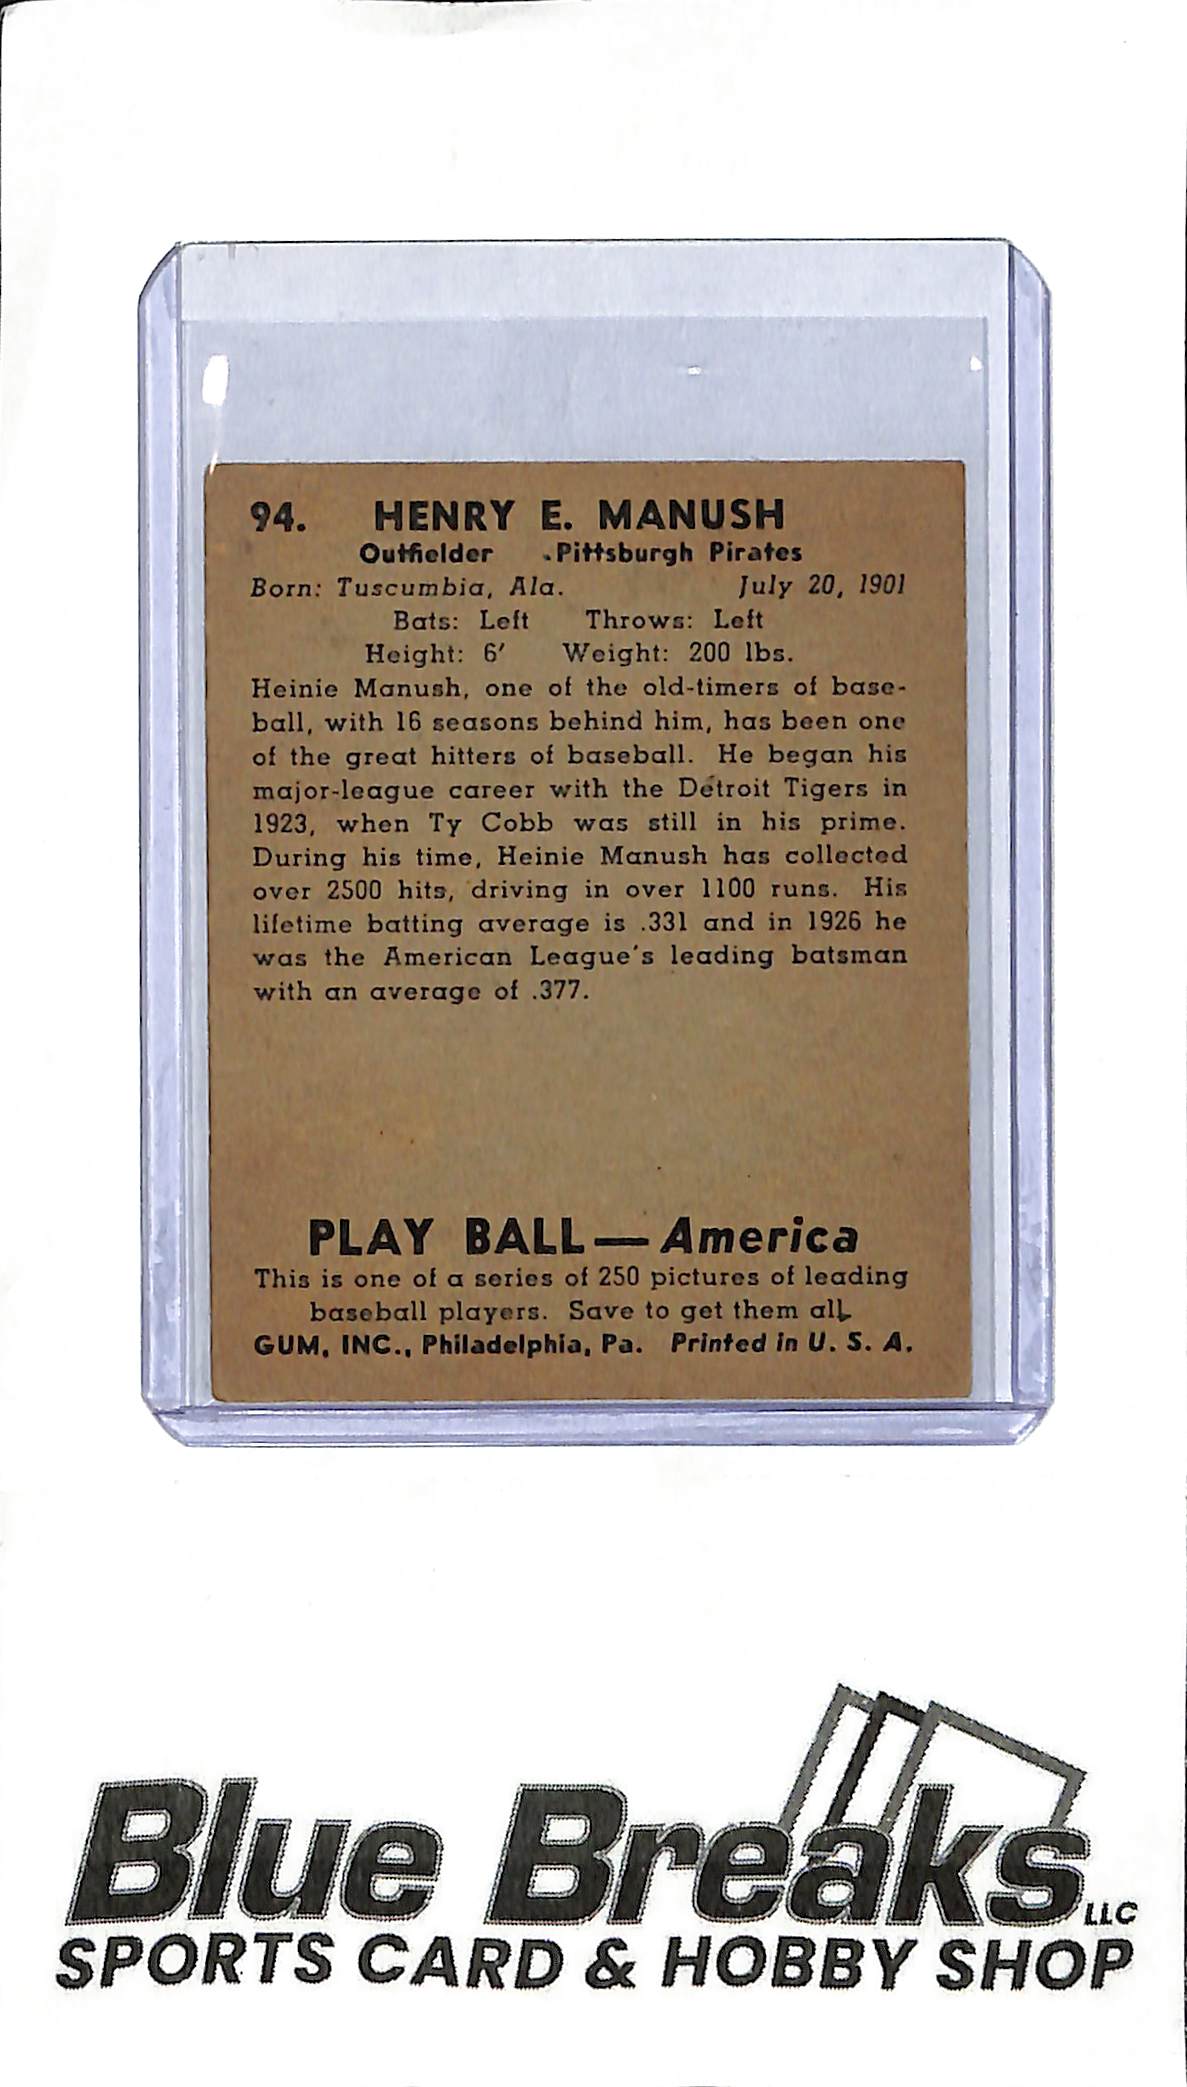 94. HENRY E. MANUSH
Outfielder .Pittsburgh Pirates
Born: Tuscumbia, Ala. July 20, 1901
Bats: Left Throws: Left
Height: 6' Weight: 200 lbs.
Heinie Manush, one of the old-timers of base-
ball, with 16 seasons behind him, has been one
of the great hitters of baseball. He began his
major-league career with the Detroit Tigers in
1923, when Ty Cobb was still in his prime.
During his time, Heinie Manush has collected
over 2500 hits, driving in over 1100 runs. His
lifetime batting average is .331 and in 1926 he
was the American League's leading batsman
with an average of .377.
PLAY BALL—America
This is one of a series of 250 pictures of leading
baseball players. Save to get them all.
GUM, INC., Philadelphia, Pa. Printed in U. S. A.
Blue Breaks LLC
SPORTS CARD & HOBBY SHOP